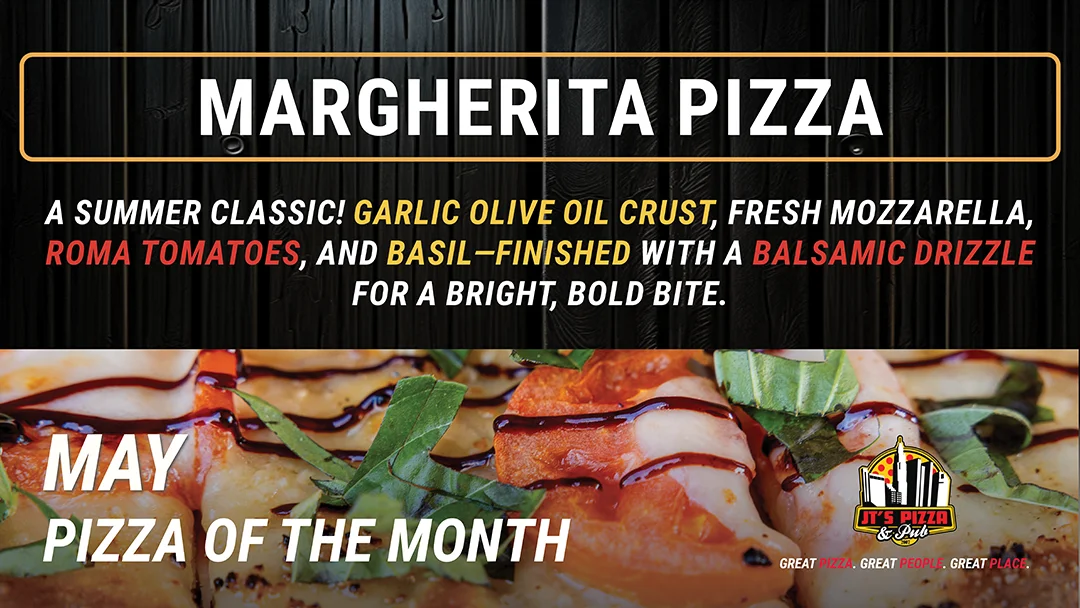 MARGHERITA PIZZA
A SUMMER CLASSIC! GARLIC OLIVE OIL CRUST, FRESH MOZZARELLA,
ROMA TOMATOES, AND BASIL—FINISHED WITH A BALSAMIC DRIZZLE
FOR A BRIGHT, BOLD BITE.
MAY
PIZZA OF THE MONTH
JT'S PIZZA
& Pub
GREAT PIZZA. GREAT PEOPLE. GREAT PLACE.